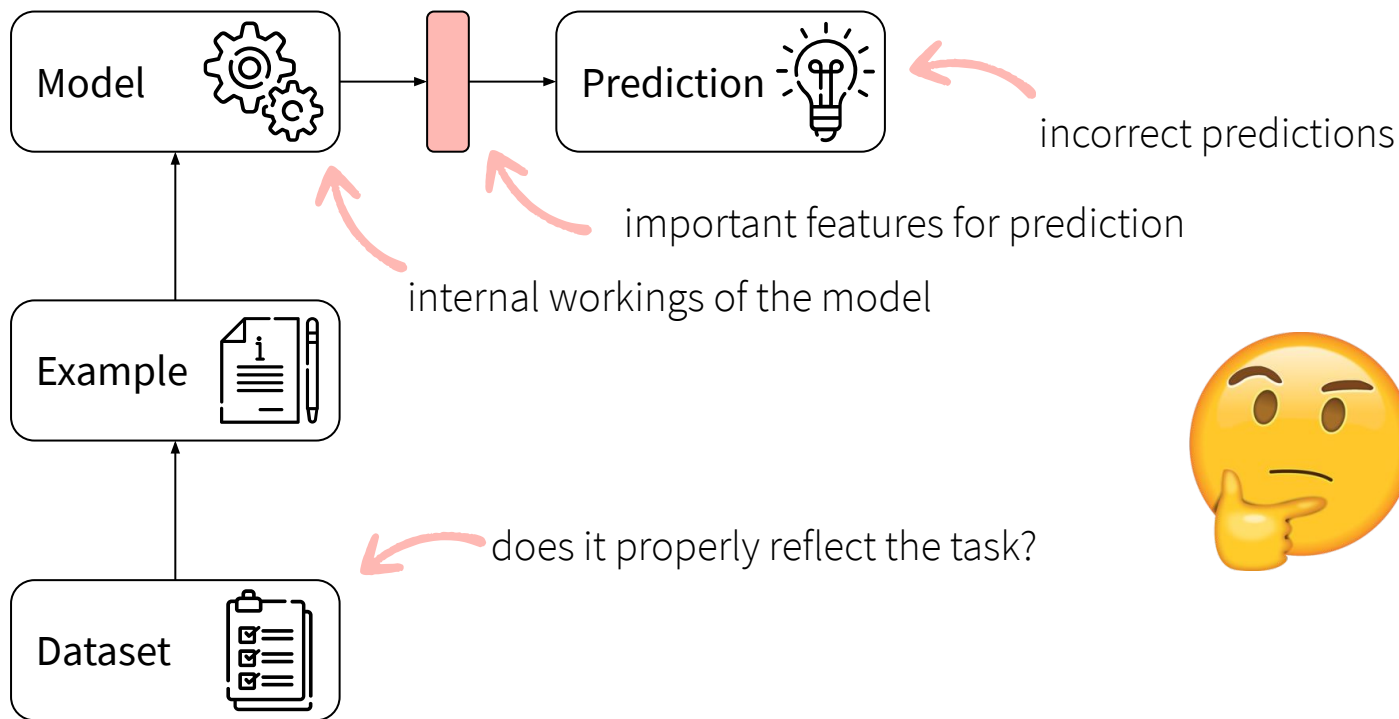 Model
Prediction
incorrect predictions
important features for prediction
internal workings of the model
Example
i
does it properly reflect the task?
Dataset